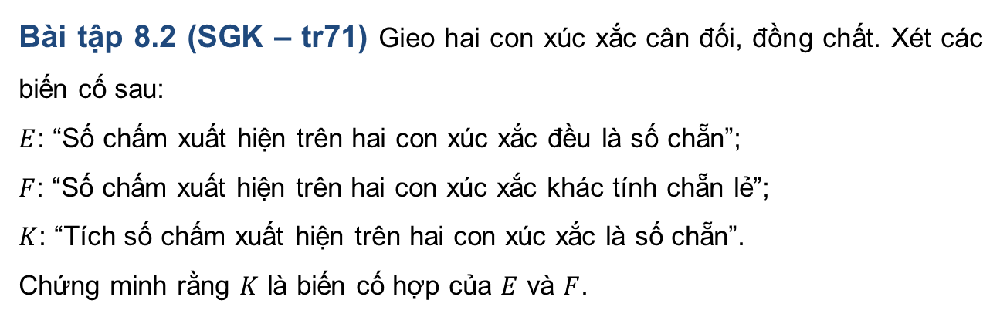 Bài tập 8.2 (SGK – tr71) Gieo hai con xúc xắc cân đối, đồng chất. Xét các
biến cố sau:
E: “Số chấm xuất hiện trên hai con xúc xắc đều là số chẵn”;
F: “Số chấm xuất hiện trên hai con xúc xắc khác tính chẵn lẻ”;
K: “Tích số chấm xuất hiện trên hai con xúc xắc là số chẵn”.
Chứng minh rằng K là biến cố hợp của E và F.